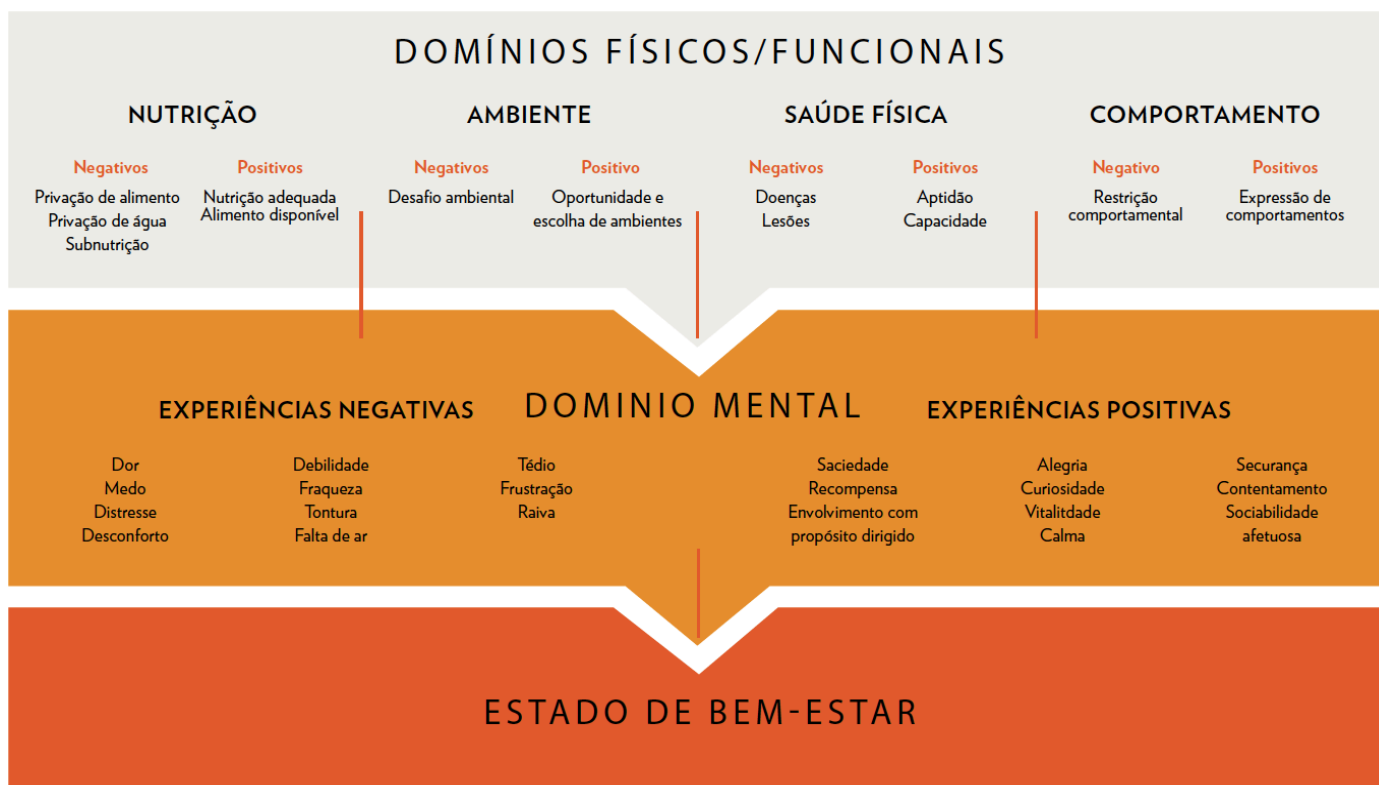 DOMÍNIOS FÍSICOS/FUNCIONAIS
NUTRIÇÃO
Negativos
Privação de alimento
Privação de água
Subnutrição
Positivos
Nutrição adequada
Alimento disponível
AMBIENTE
Negativos
Desafio ambiental
Positivo
Oportunidade e
escolha de ambientes
SAÚDE FÍSICA
Negativos
Doenças
Lesões
Positivos
Aptidão
Capacidade
COMPORTAMENTO
Negativo
Restrição
comportamental
Positivos
Expressão de
comportamentos
DOMINIO MENTAL
EXPERIÊNCIAS NEGATIVAS
Dor
Medo
Distresse
Desconforto
Debilidade
Fraqueza
Tontura
Falta de ar
Tédio
Frustração
Raiva
EXPERIÊNCIAS POSITIVAS
Saciedade
Recompensa
Envolvimento com
propósito dirigido
Alegria
Curiosidade
Vitalitdade
Calma
Securança
Contentamento
Sociabilidade
afetuosa
ESTADO DE BEM-ESTAR